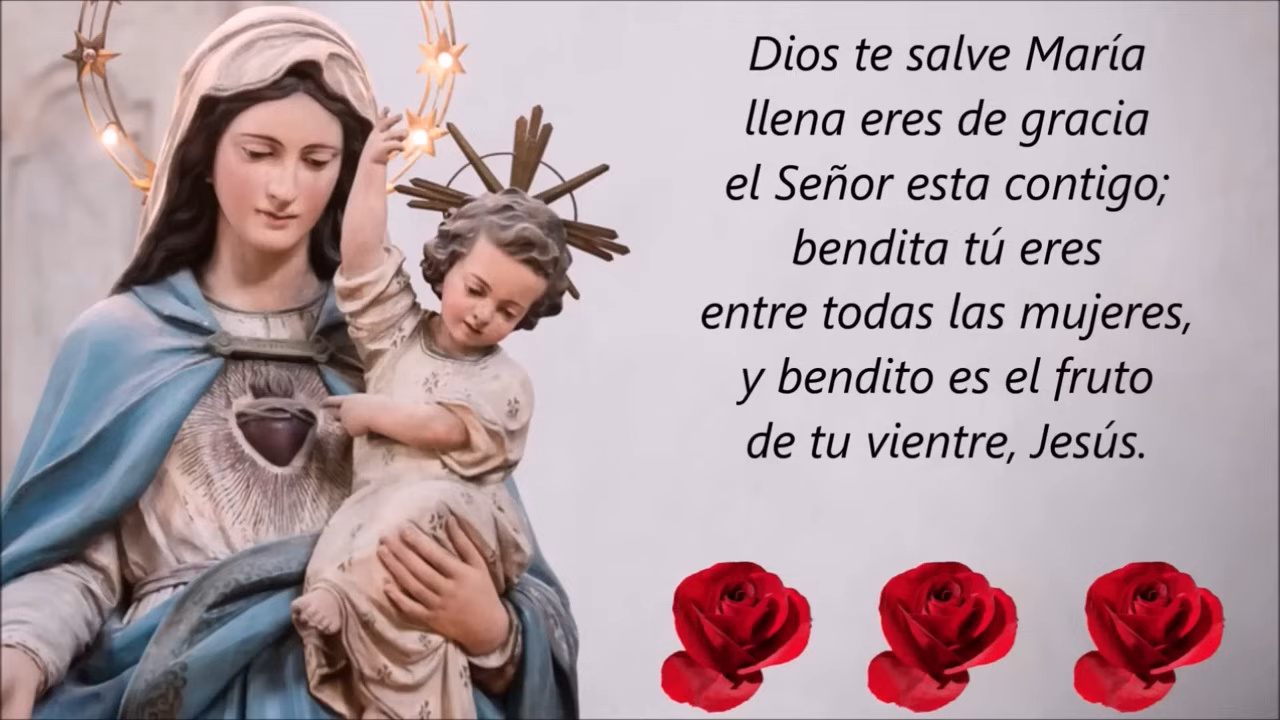 Dios te salve María
llena eres de gracia
el Señor esta contigo;
bendita tú eres
entre todas las mujeres,
y bendito es el fruto
de tu vientre, Jesús.